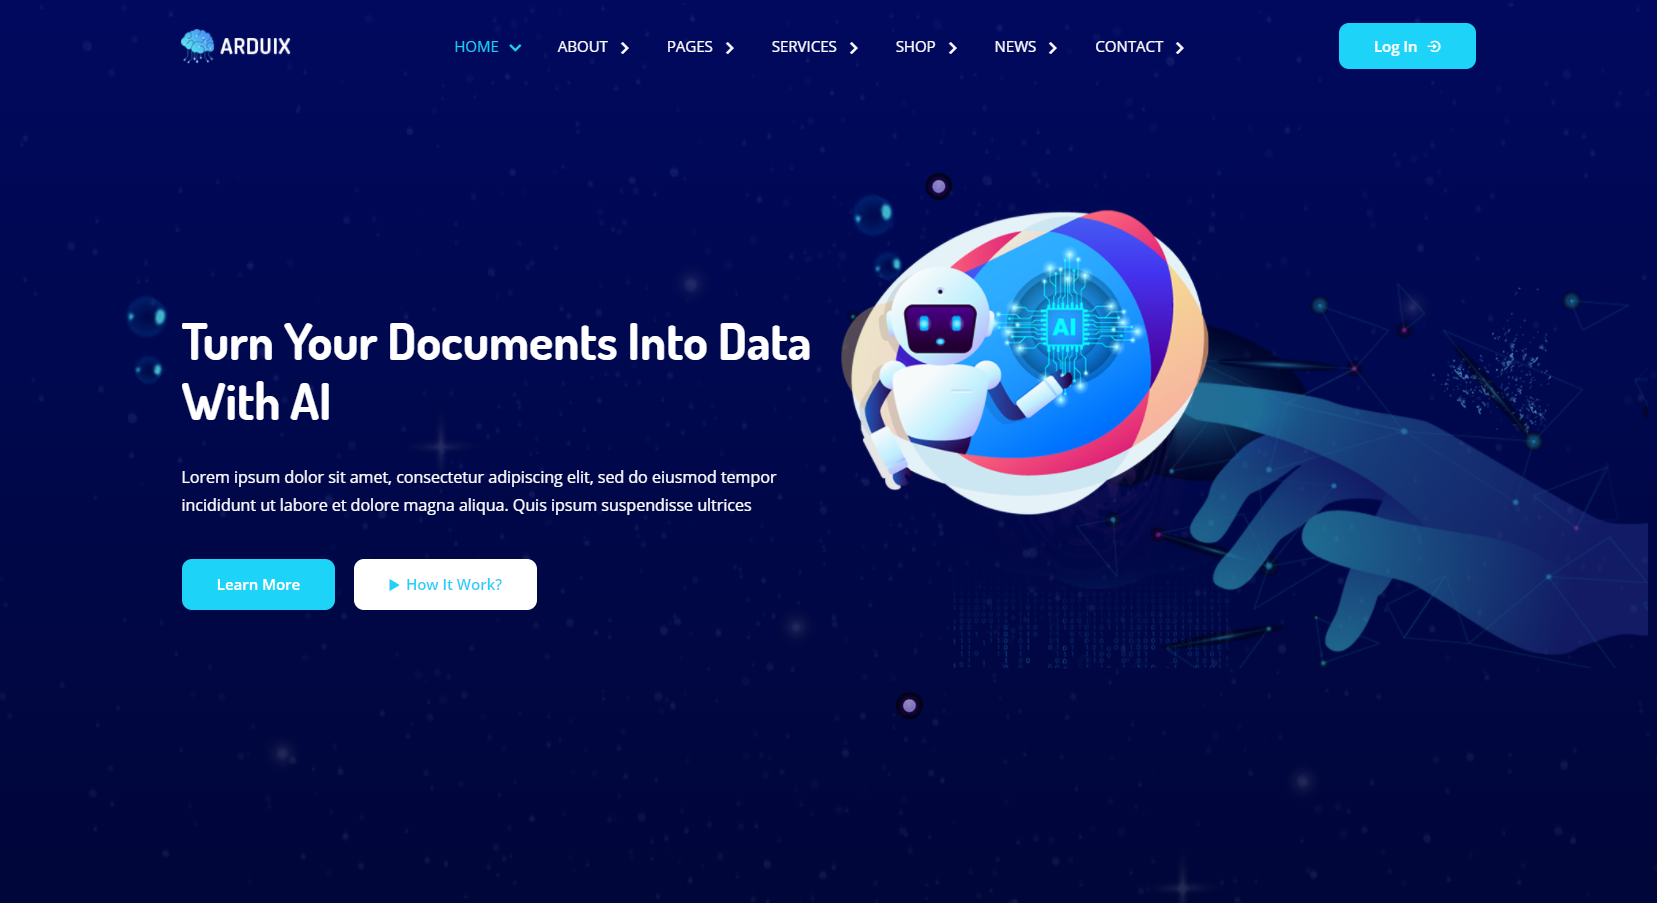 ARDUIX
HOME
ABOUT
PAGES
SERVICES
SHOP
NEWS
CONTACT
Log In
AI
Turn Your Documents Into Data
With AI
Lorem ipsum dolor sit amet, consectetur adipiscing elit, sed do eiusmod tempor
incididunt ut labore et dolore magna aliqua. Quis ipsum suspendisse ultrices
Learn More
How It Work?